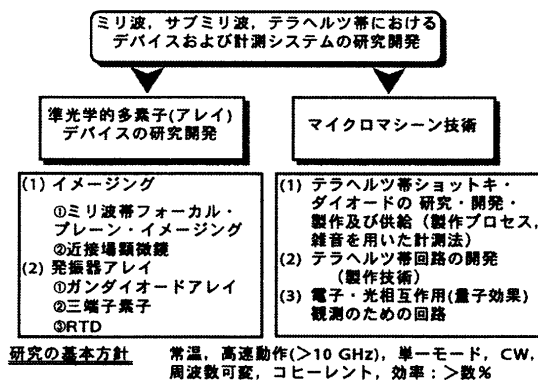 ミリ波, サブミリ波, テラヘルツ帯における
デバイスおよび計測システムの研究開発
準光学的多素子(アレイ)
デバイスの研究開発
(1) イメージング
①ミリ波帯フォーカル・
プレーン・イメージング
②近接場顕微鏡
(2) 発振器アレイ
①ガンダイオードアレイ
②三端子素子
③RTD
マイクロマシーン技術
(1) テラヘルツ帯ショットキ・
ダイオードの 研究・開発・
製作及び供給（製作プロセス,
雑音を用いた計測法）
(2) テラヘルツ帯回路の開発
（製作技術）
(3) 電子・光相互作用(量子効果)
観測のための回路
研究の基本方針 常温, 高速動作(＞10 GHz), 単一モード, CW,
周波数可変, コヒーレント, 効率：＞数％